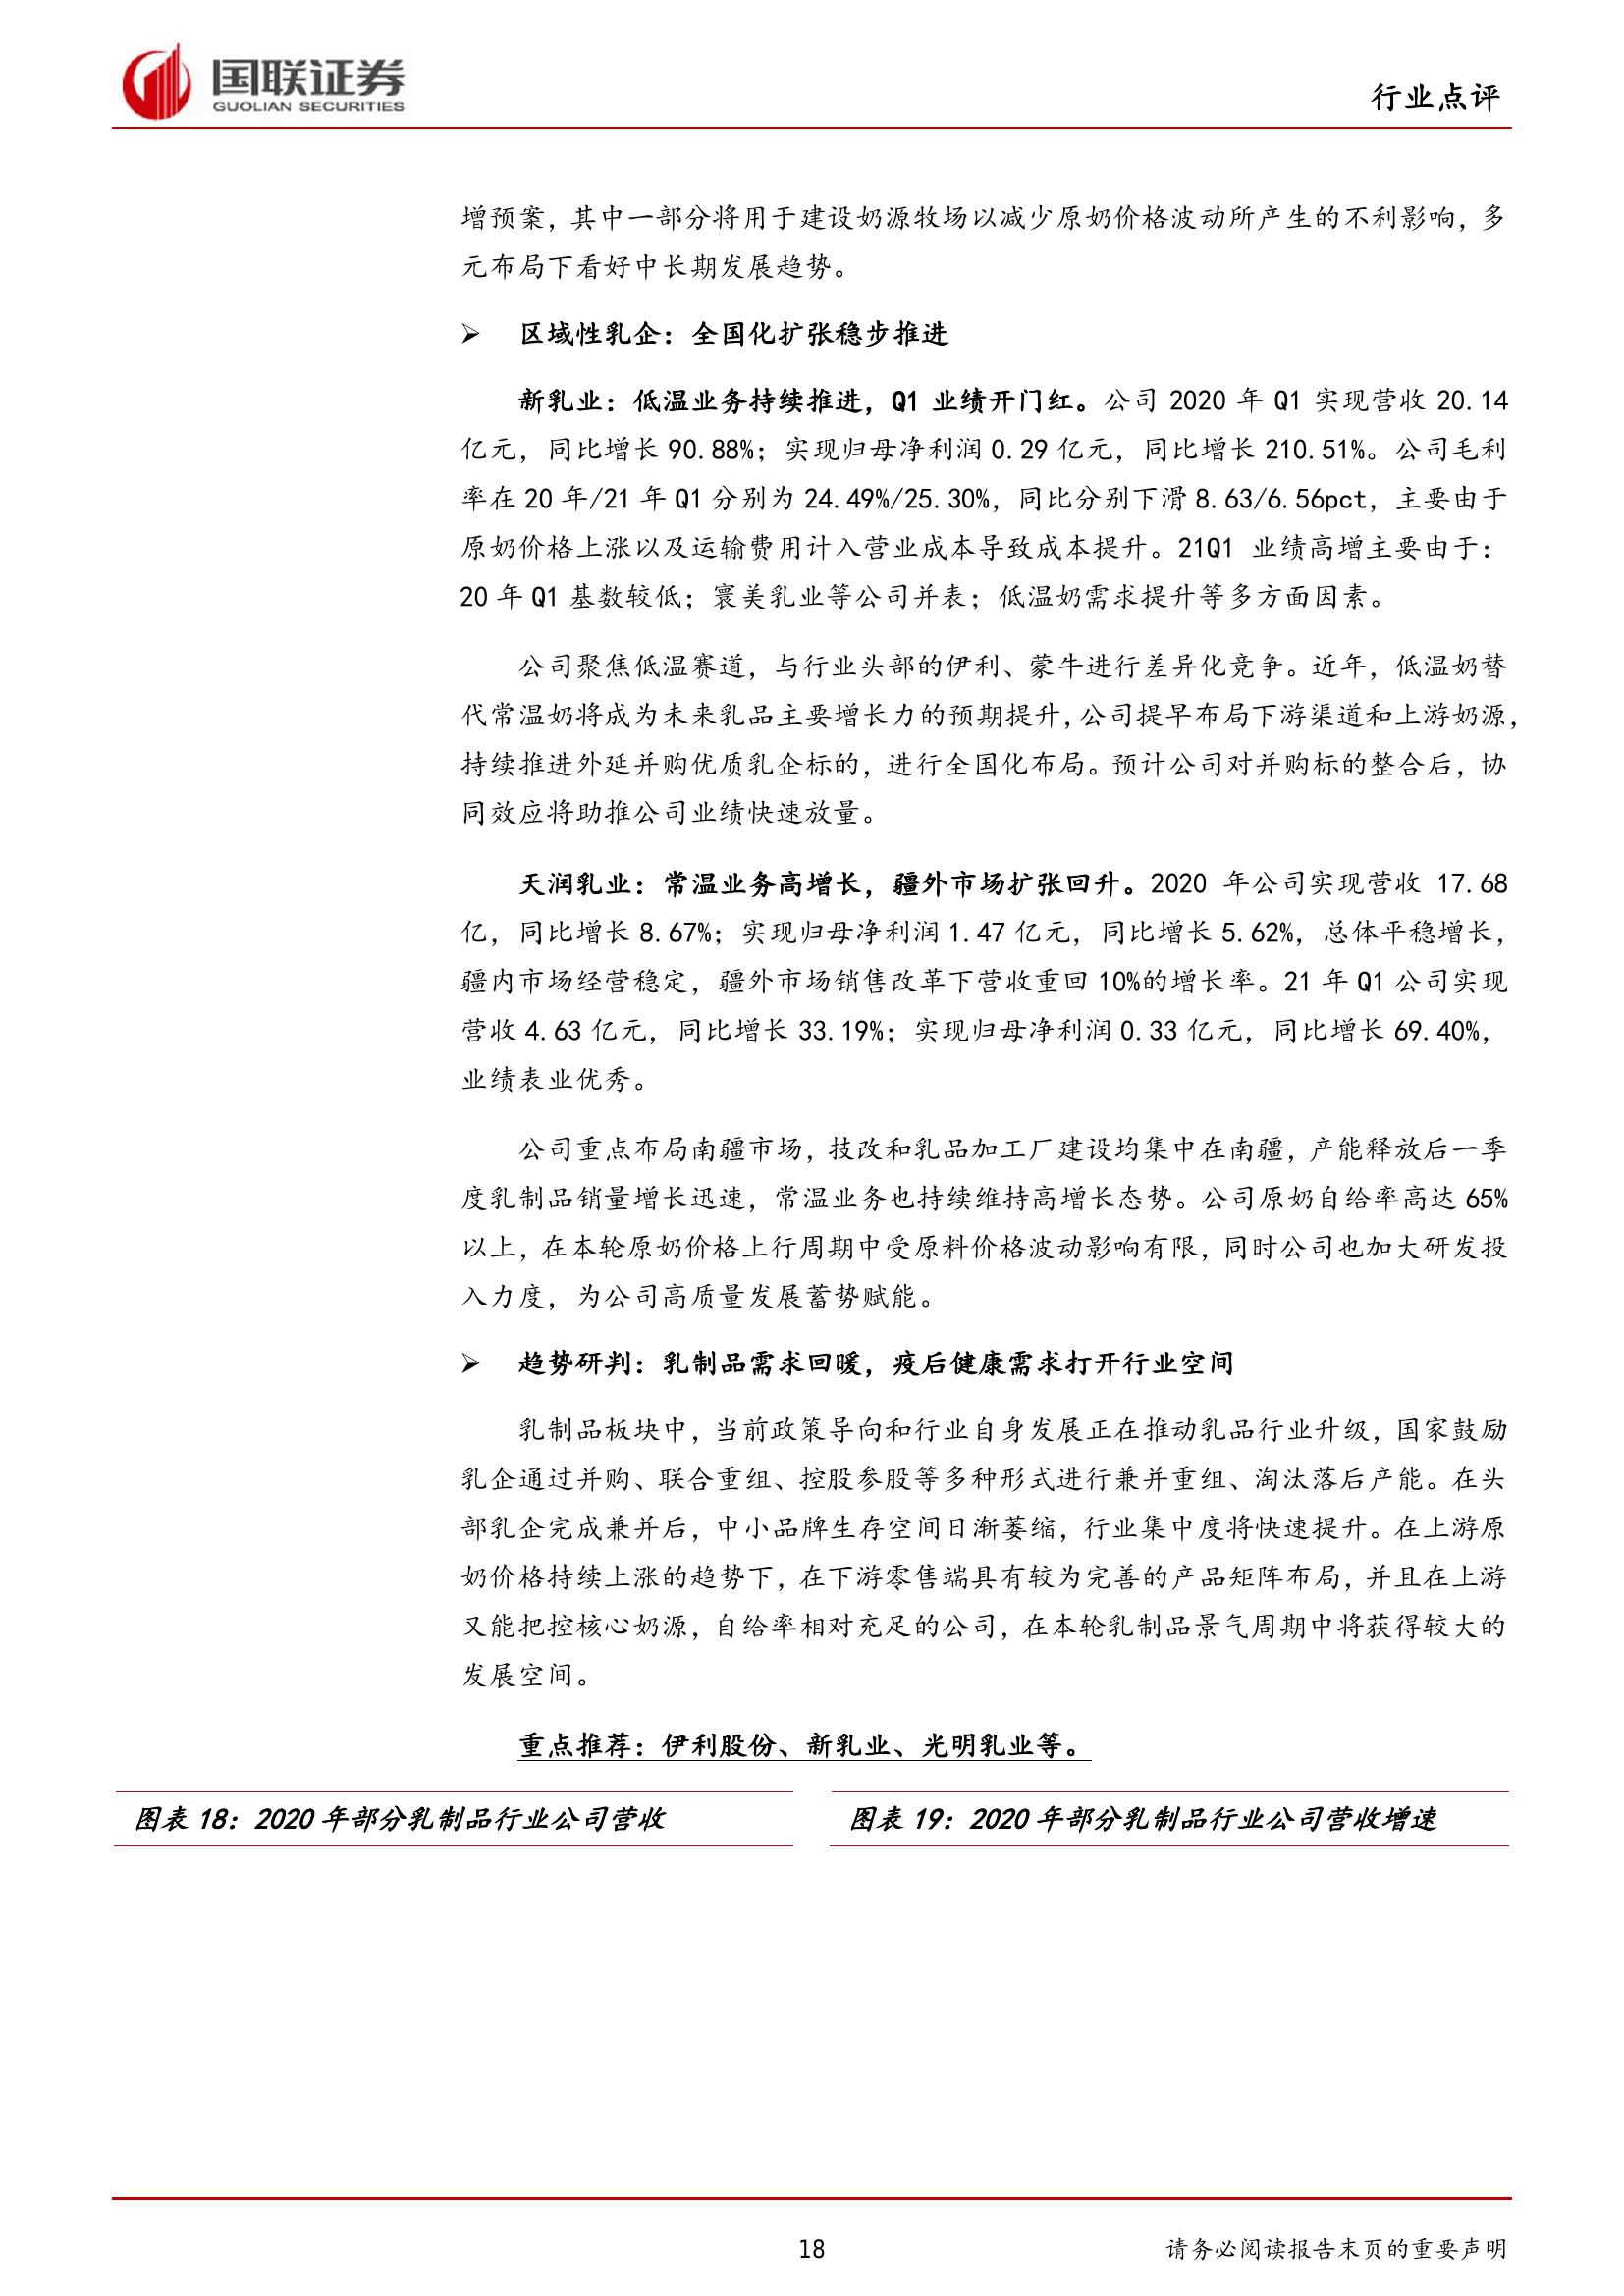 国联证券
GUOLIAN SECURITIES
行业点评
增预案，其中一部分将用于建设奶源牧场以减少原奶价格波动所产生的不利影响，多
元布局下看好中长期发展趋势。
➢ 区域性乳企：全国化扩张稳步推进
新乳业：低温业务持续推进，Q1 业绩开门红。公司 2020 年 Q1 实现营收 20.14
亿元，同比增长 90.88%；实现归母净利润 0.29 亿元，同比增长 210.51%。公司毛利
率在 20 年/21 年 Q1 分别为 24.49%/25.30%，同比分别下滑 8.63/6.56pct，主要由于
原奶价格上涨以及运输费用计入营业成本导致成本提升。21Q1 业绩高增主要由于：
20 年 Q1 基数较低；寰美乳业等公司并表；低温奶需求提升等多方面因素。
公司聚焦低温赛道，与行业头部的伊利、蒙牛进行差异化竞争。近年，低温奶替
代常温奶将成为未来乳品主要增长力的预期提升，公司提早布局下游渠道和上游奶源，
持续推进外延并购优质乳企标的，进行全国化布局。预计公司对并购标的整合后，协
同效应将助推公司业绩快速放量。
天润乳业：常温业务高增长，疆外市场扩张回升。2020 年公司实现营收 17.68
亿，同比增长 8.67%；实现归母净利润 1.47 亿元，同比增长 5.62%，总体平稳增长，
疆内市场经营稳定，疆外市场销售改革下营收重回 10%的增长率。21 年 Q1 公司实现
营收 4.63 亿元，同比增长 33.19%；实现归母净利润 0.33 亿元，同比增长 69.40%，
业绩表业优秀。
公司重点布局南疆市场，技改和乳品加工厂建设均集中在南疆，产能释放后一季
度乳制品销量增长迅速，常温业务也持续维持高增长态势。公司原奶自给率高达 65%
以上，在本轮原奶价格上行周期中受原料价格波动影响有限，同时公司也加大研发投
入力度，为公司高质量发展蓄势赋能。
➢ 趋势研判：乳制品需求回暖，疫后健康需求打开行业空间
乳制品板块中，当前政策导向和行业自身发展正在推动乳品行业升级，国家鼓励
乳企通过并购、联合重组、控股参股等多种形式进行兼并重组、淘汰落后产能。在头
部乳企完成兼并后，中小品牌生存空间日渐萎缩，行业集中度将快速提升。在上游原
奶价格持续上涨的趋势下，在下游零售端具有较为完善的产品矩阵布局，并且在上游
又能把控核心奶源，自给率相对充足的公司，在本轮乳制品景气周期中将获得较大的
发展空间。
重点推荐：伊利股份、新乳业、光明乳业等。
图表 18：2020 年部分乳制品行业公司营收
图表 19：2020 年部分乳制品行业公司营收增速
18
请务必阅读报告末页的重要声明